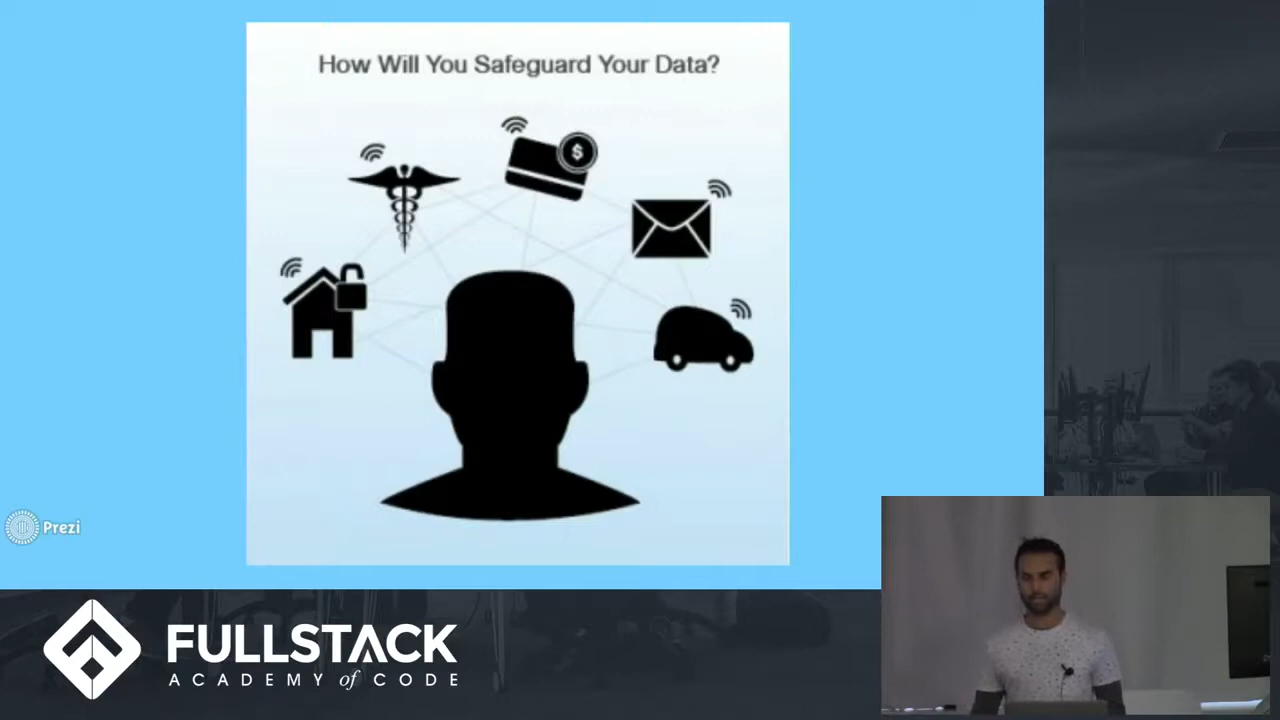 How Will You Safeguard Your Data?
$
Prezi
FULLSTACK
ACADEMY of CODE